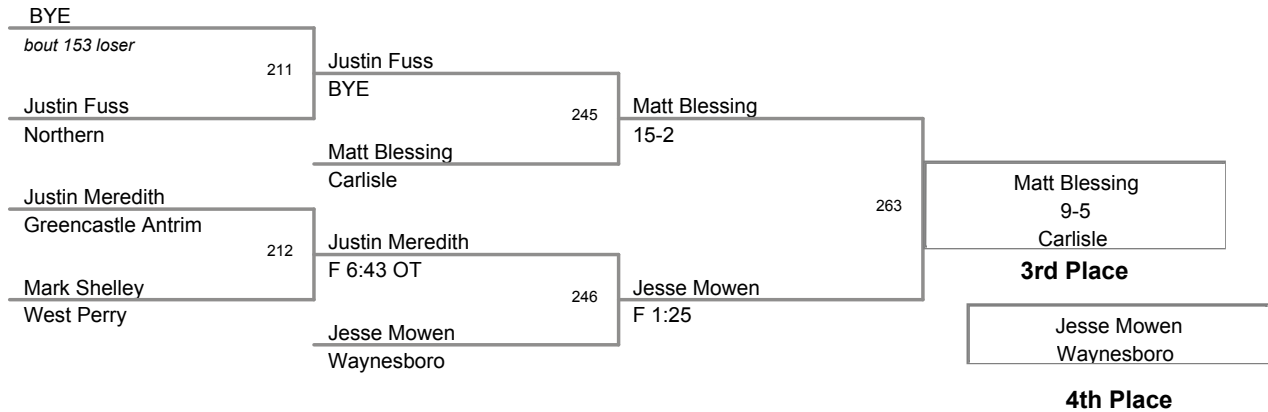 BYE
bout 153 loser
211
Justin Fuss
Northern
Justin Fuss
BYE
245
Matt Blessing
Carlisle
Matt Blessing
15-2
Justin Meredith
Greencastle Antrim
212
Mark Shelley
West Perry
Justin Meredith
F 6:43 OT
246
Jesse Mowen
Waynesboro
Jesse Mowen
F 1:25
263
Matt Blessing
9-5
Carlisle
3rd Place
Jesse Mowen
Waynesboro
4th Place